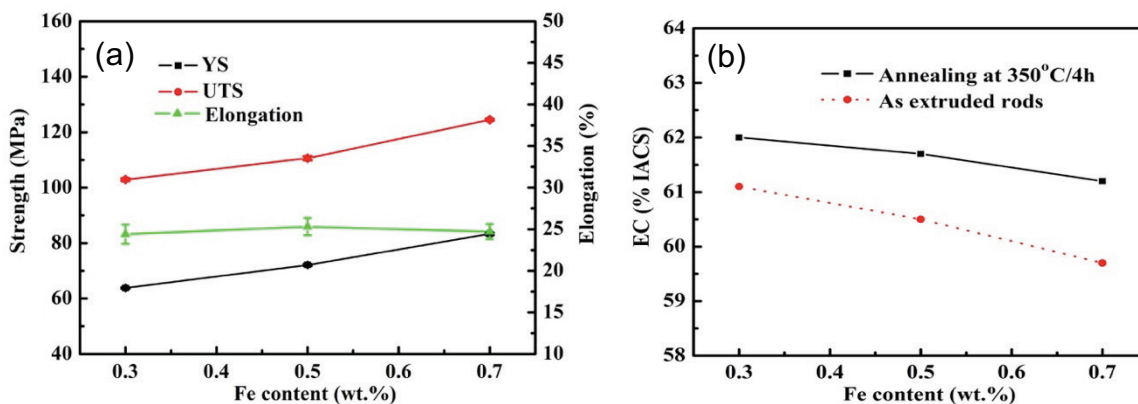 (a)
YS
UTS
Elongation
160
140
120
100
80
60
40
Strength (MPa)
50
45
40
35
30
25
20
15
10
Elongation (%)
0.3 0.4 0.5 0.6 0.7
Fe content (wt.%)
(b)
Annealing at 350°C/4h
As extruded rods
64
63
62
61
60
59
58
EC (% IACS)
0.3 0.4 0.5 0.6 0.7
Fe content (wt.%)